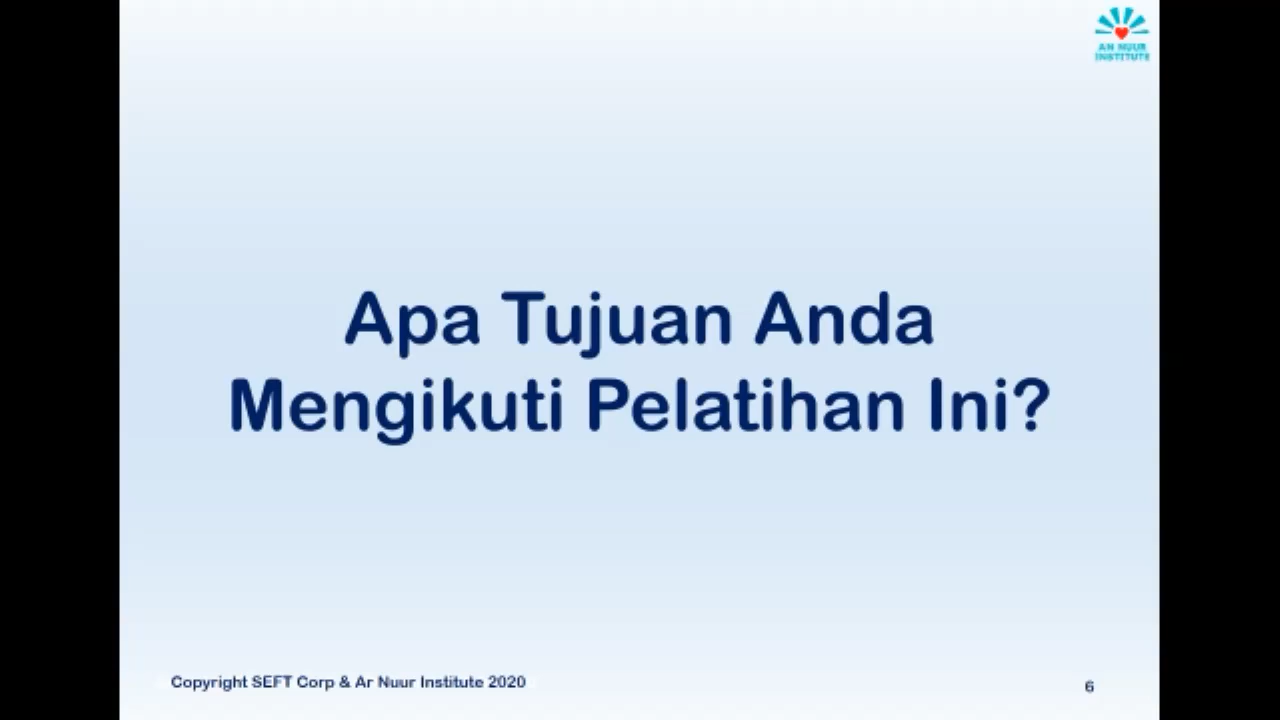 AN NUUR
INSTITUTE
Apa Tujuan Anda
Mengikuti Pelatihan Ini?
Copyright SEFT Corp & Ar Nuur Institute 2020
6